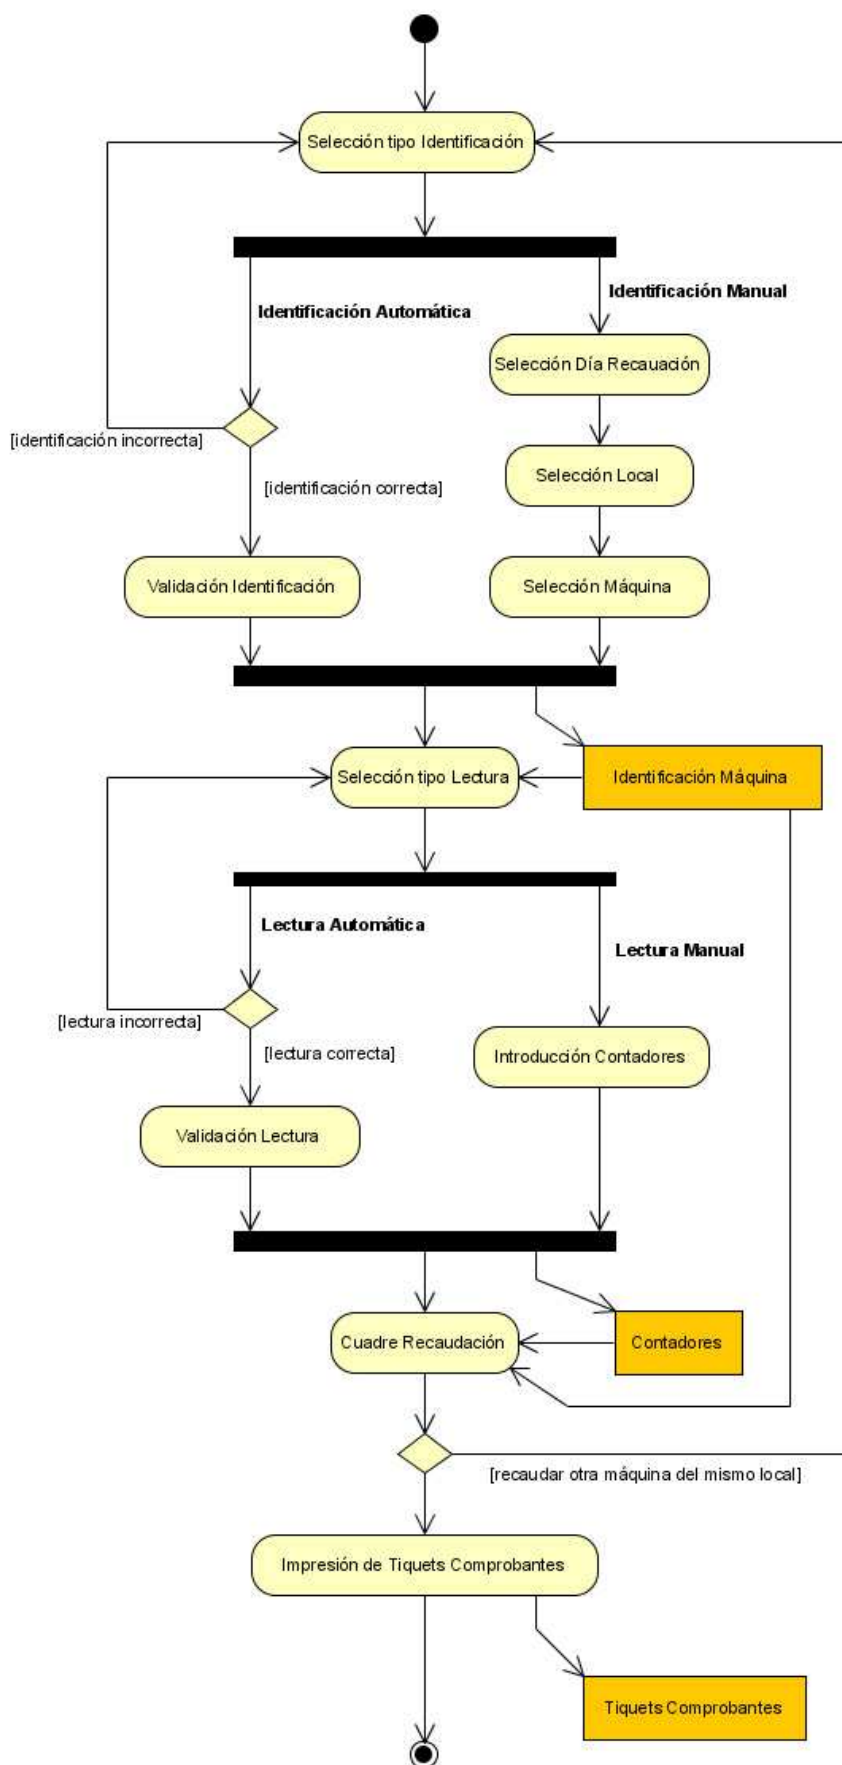 Selección tipo Identificación
Identificación Automática
Identificación Manual
Selección Día Recauación
[identificación incorrecta]
Selección Local
[identificación correcta]
Validación Identificación
Selección Máquina
Selección tipo Lectura
Identificación Máquina
Lectura Automática
Lectura Manual
[lectura incorrecta]
[lectura correcta]
Introducción Contadores
Validación Lectura
Cuadre Recaudación
Contadores
[recaudar otra máquina del mismo local]
Impresión de Tiquets Comprobantes
Tiquets Comprobantes